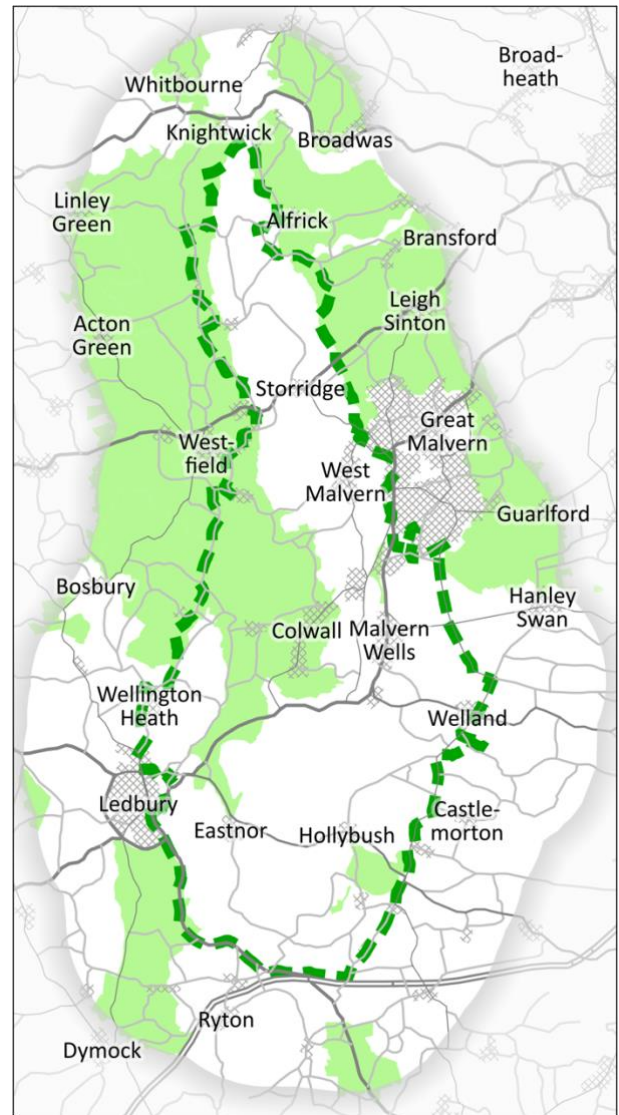 Broad-
heath
Whitbourne
Knightwick
Broadwas
Linley
Green
Alfrick
Bransford
Leigh
Sinton
Acton
Green
Storridge
Great
Malvern
West-
field
West
Malvern
Guarlford
Bosbury
Hanley
Swan
Colwall
Malvern
Wells
Wellington
Heath
Welland
Ledbury
Eastnor
Hollybush
Castle-
morton
Ryton
Dymock